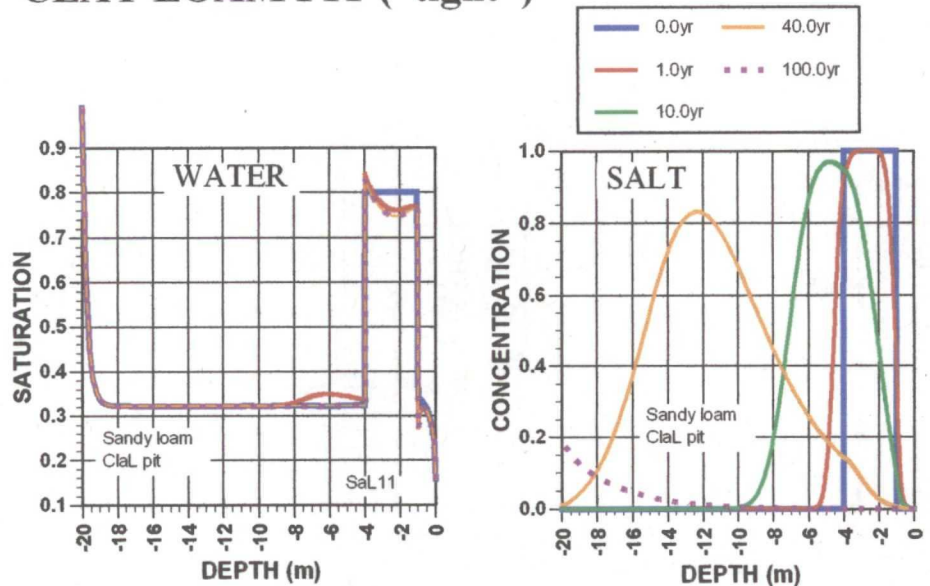 0.0yr
40.0yr
1.0yr
100.0yr
10.0yr
WATER
SATURATION
0.9
0.8
0.7
0.6
0.5
0.4
0.3
0.2
0.1
Sandy loam
ClaL pit
SaL11
-20
-18
-16
-14
-12
-10
-8
-6
-4
-2
0
DEPTH (m)
SALT
CONCENTRATION
1.0
0.8
0.6
0.4
0.2
0.0
Sandy loam
ClaL pit
-20
-18
-16
-14
-12
-10
-8
-6
-4
-2
0
DEPTH (m)